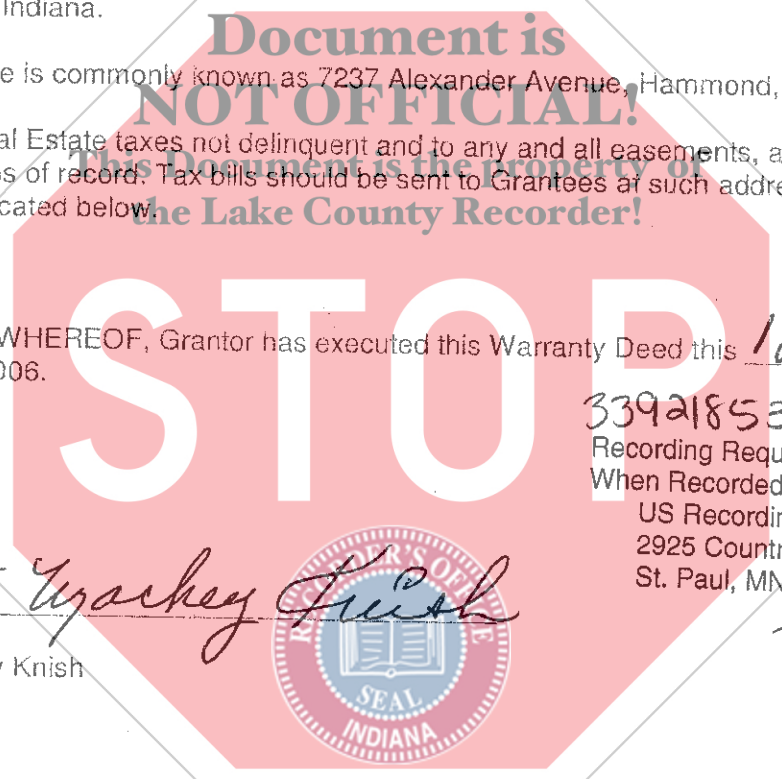 Indiana.
Document is
e is commonly known as 7237 Alexander Avenue, Hammond,
NOT OFFICIAL!
al Estate taxes not delinquent and to any and all easements, a
This Document is the property of
s of record. Tax bills should be sent to Grantees at such addre
cated below.
the Lake County Recorder!
STOP
WHEREOF, Grantor has executed this Warranty Deed this
006.
33921853
Recording Requ
When Recorded
US Recordin
2925 Countr
St. Paul, MN
Knish
y Knish
RECORDER'S OFFICE
SEAL
INDIANA